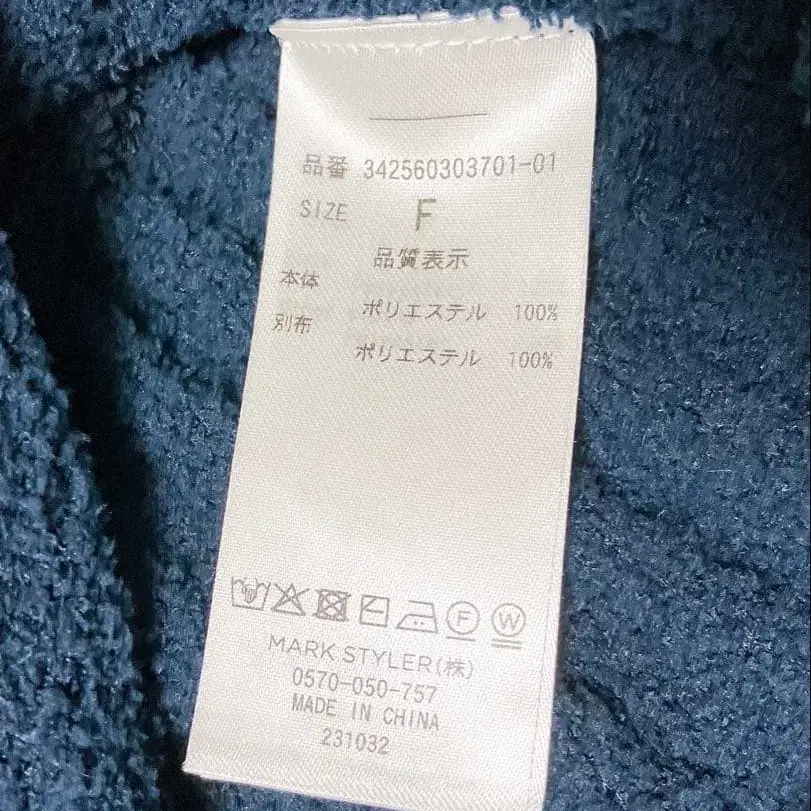 品番 342560303701-01
SIZE F
品質表示
本体
ポリエステル 100%
別布
ポリエステル 100%
F W
MARK STYLER(株)
0570-050-757
MADE IN CHINA
231032